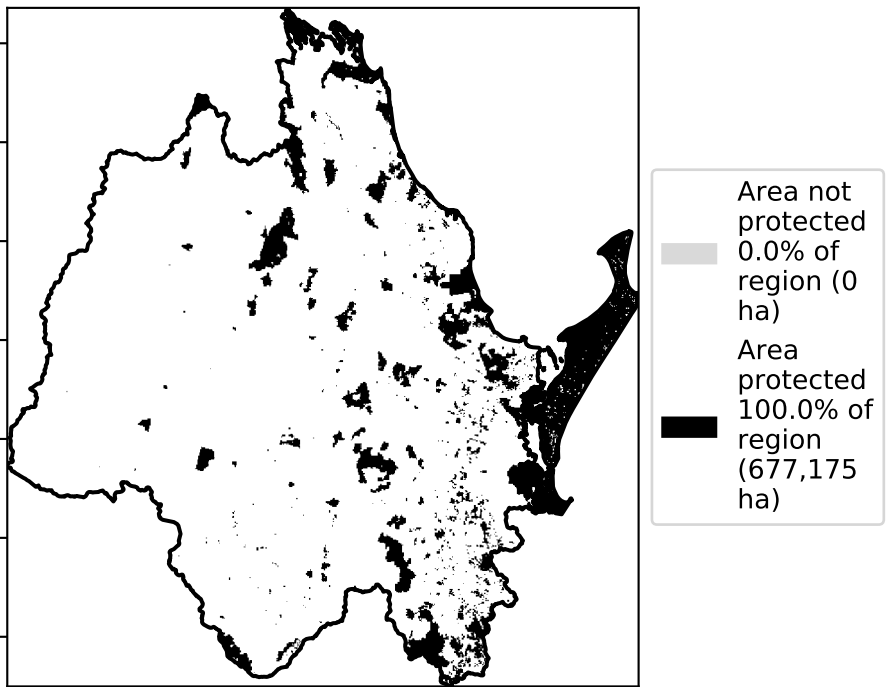 Area not
protected
0.0% of
region (0
ha)
Area
protected
100.0% of
region
(677,175
ha)